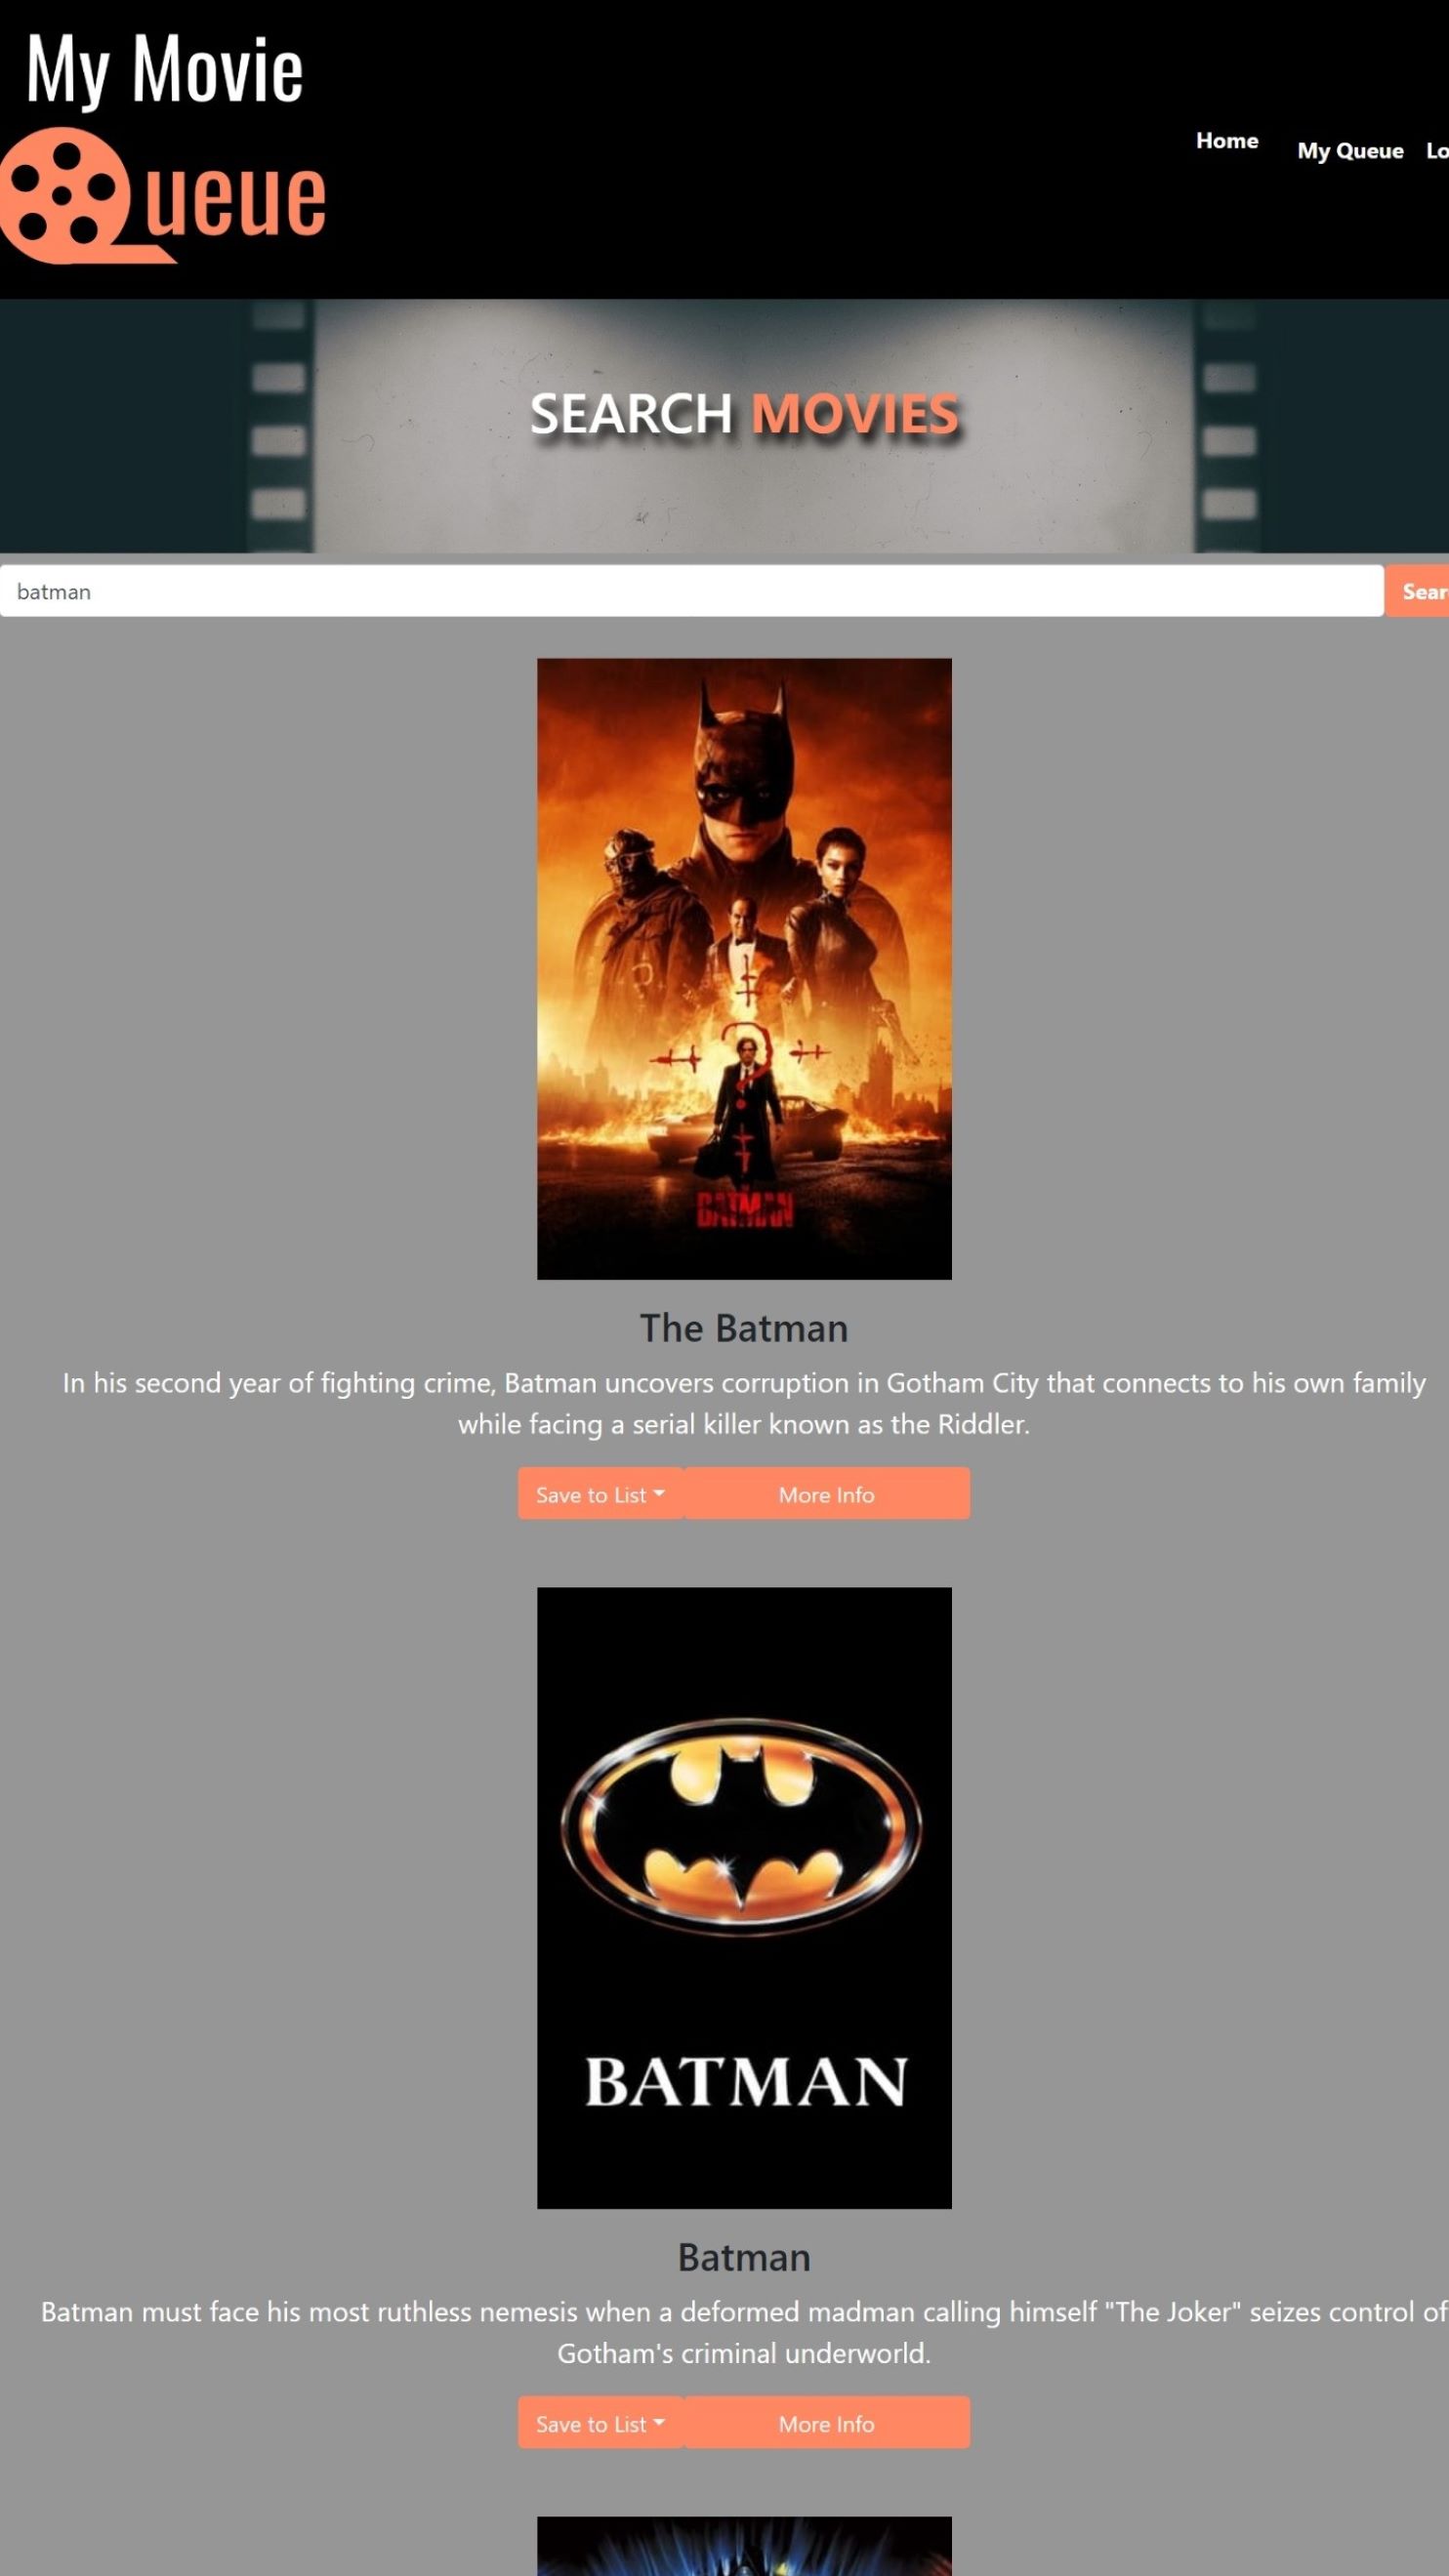 My Movie
Queue
Home
My Queue
Lo
SEARCH MOVIES
batman
Sear
BATMAN
The Batman
In his second year of fighting crime, Batman uncovers corruption in Gotham City that connects to his own family
while facing a serial killer known as the Riddler.
Save to List
More Info
BATMAN
Batman
Batman must face his most ruthless nemesis when a deformed madman calling himself "The Joker" seizes control of
Gotham's criminal underworld.
Save to List
More Info